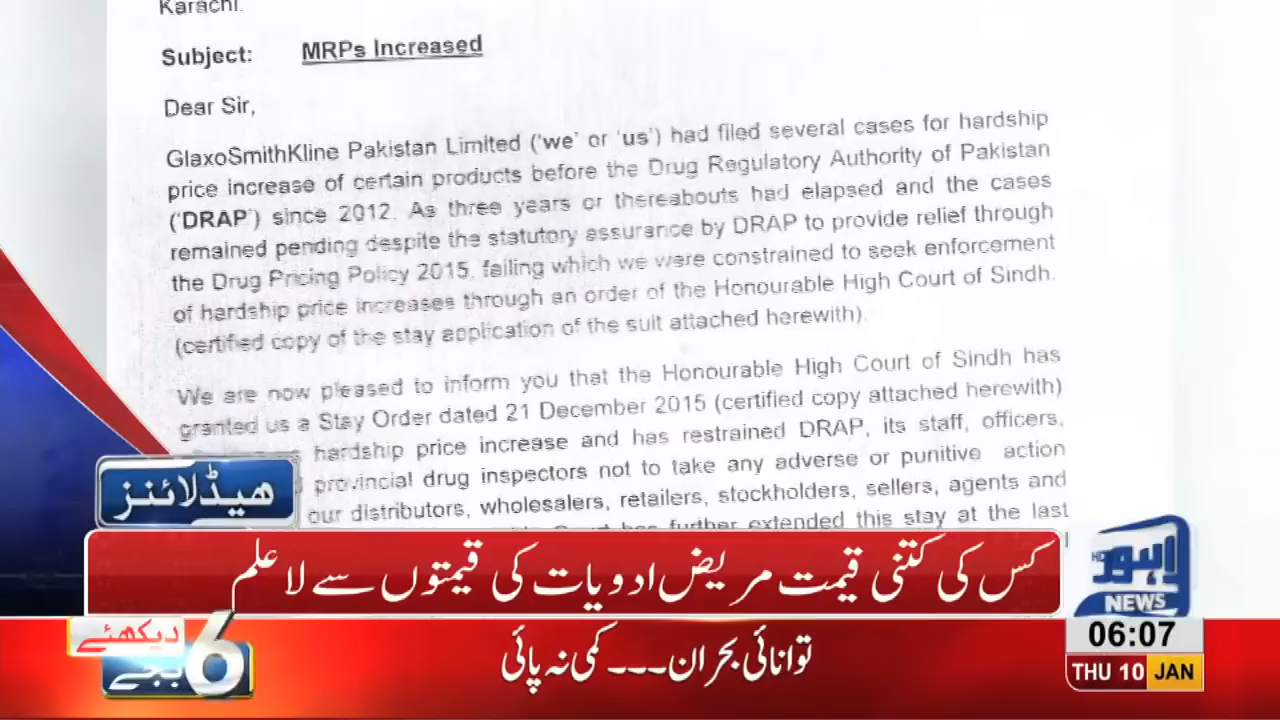 Karachi.
Subject: MRPs Increased
Dear Sir,
GlaxoSmithKline Pakistan Limited ('we' or 'us') had filed several cases for hardship
price increase of certain products before the Drug Regulatory Authority of Pakistan
('DRAP') since 2012. As three years or thereabouts had elapsed and the cases
remained pending despite the statutory assurance by DRAP to provide relief through
the Drug Pricing Policy 2015, failing which we were constrained to seek enforcement
of hardship price increases through an order of the Honourable High Court of Sindh.
(certified copy of the stay application of the suit attached herewith).
We are now pleased to inform you that the Honourable High Court of Sindh has
granted us a Stay Order dated 21 December 2015 (certified copy attached herewith)
hardship price increase and has restrained DRAP, its staff, officers,
provincial drug inspectors not to take any adverse or punitive action
our distributors, wholesalers, retailers, stockholders, sellers, agents and
has further extended this stay at the last
ہیڈلائنز
کس کی کتنی قیمت مریض ادویات کی قیمتوں سے لاعلم
لاہور
HD
NEWS
دیکھئے
6 بجے
توانائی بحران ۔۔۔ کمی نہ پائی
06:07
THU 10 JAN